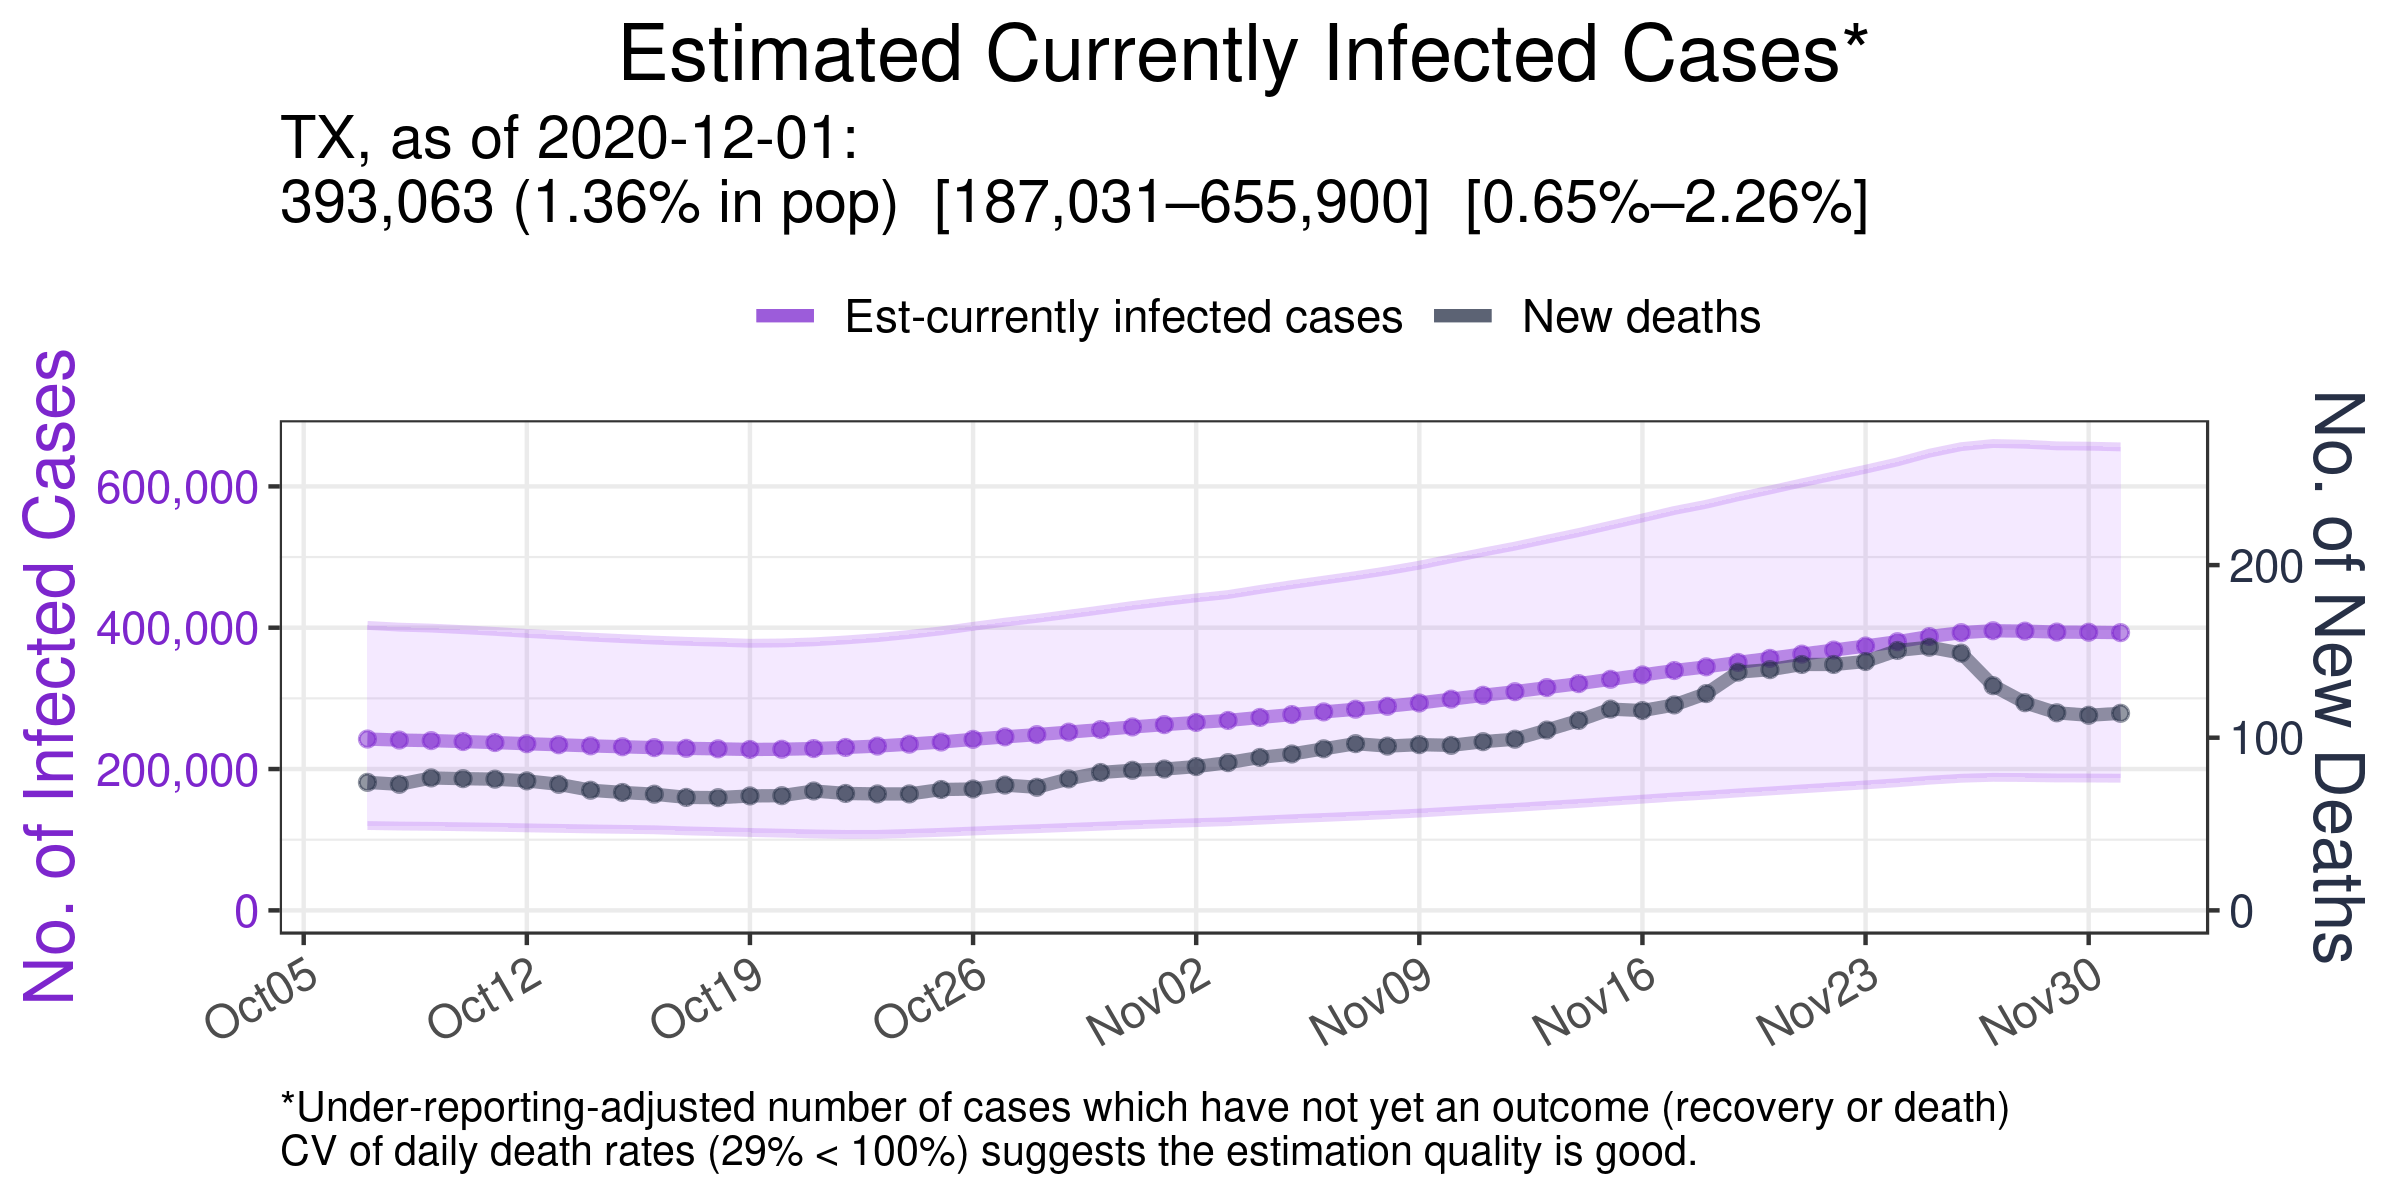 Estimated Currently Infected Cases*
TX, as of 2020-12-01:
393,063 (1.36% in pop) [187,031–655,900] [0.65%–2.26%]
Est-currently infected cases
New deaths
No. of Infected Cases
600,000
400,000
200,000
0
200
100
0
No. of New Deaths
Oct05
Oct12
Oct19
Oct26
Nov02
Nov09
Nov16
Nov23
Nov30
*Under-reporting-adjusted number of cases which have not yet an outcome (recovery or death)
CV of daily death rates (29% < 100%) suggests the estimation quality is good.